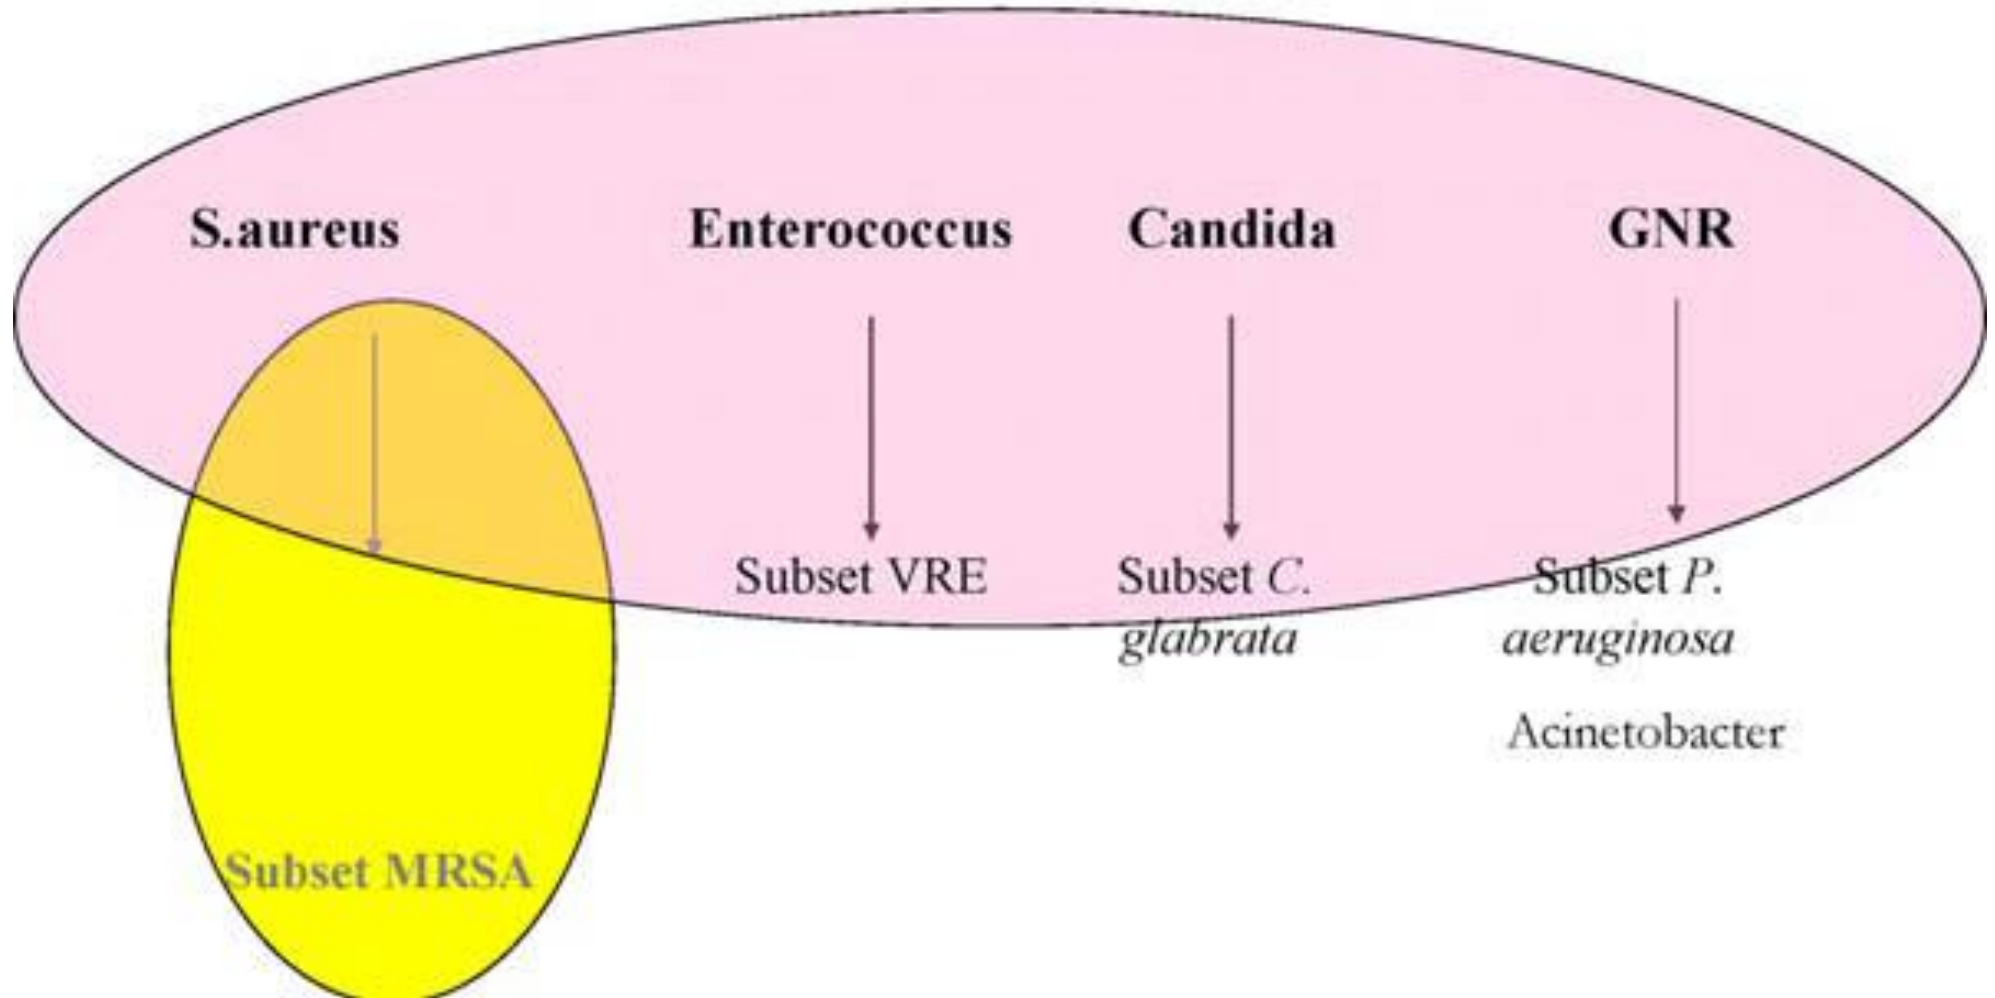 S.aureus Enterococcus Candida GNR
Subset VRE Subset C. Subset P.
glabrata aeruginosa
Acinetobacter
Subset MRSA